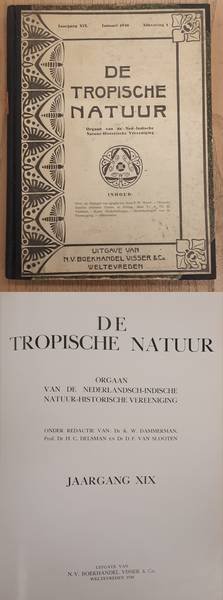 Jaargang XIX.
Januari 1930
Aflevering 1
DE
TROPISCHE
NATUUR
Orgaan van de Ned-Indische
Natuur-Historische Vereeniging
INHOUD:
UITGAVE VAN
N.V. BOEKHANDEL VISSER & Co.
WELTEVREDEN
DE
TROPISCHE NATUUR
ORGAAN
VAN DE NEDERLANDSCH-INDISCHE
NATUUR-HISTORISCHE VEREENIGING
ONDER REDACTIE VAN: Dr K. W. DAMMERMAN,
Prof. Dr H. C. DELSMAN EN Dr D. F. VAN SLOOTEN
JAARGANG XIX
UITGAVE VAN
N. V. BOEKHANDEL VISSER & Co.
WELTEVREDEN 1930